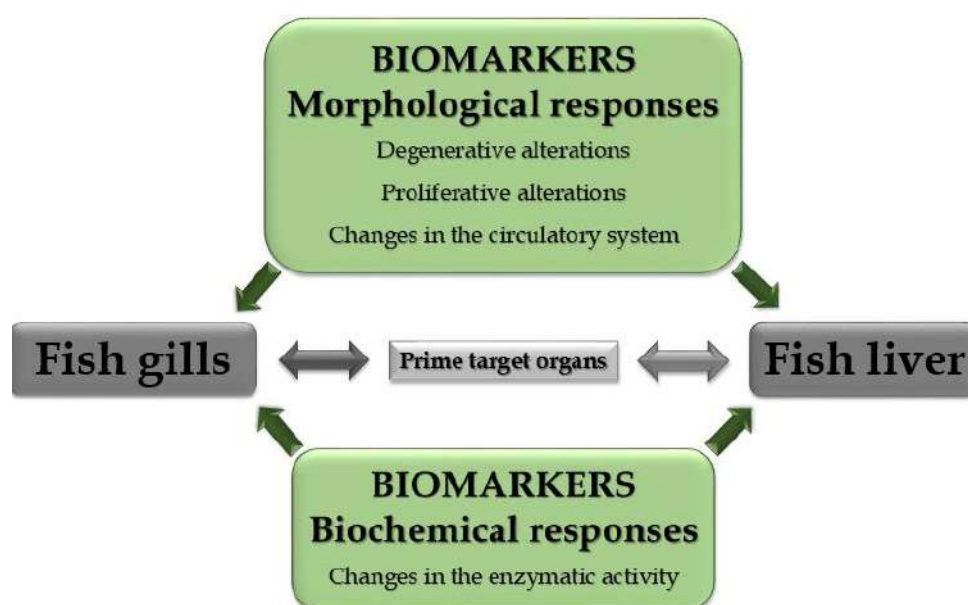 BIOMARKERS
Morphological responses
Degenerative alterations
Proliferative alterations
Changes in the circulatory system
Fish gills
Prime target organs
Fish liver
BIOMARKERS
Biochemical responses
Changes in the enzymatic activity